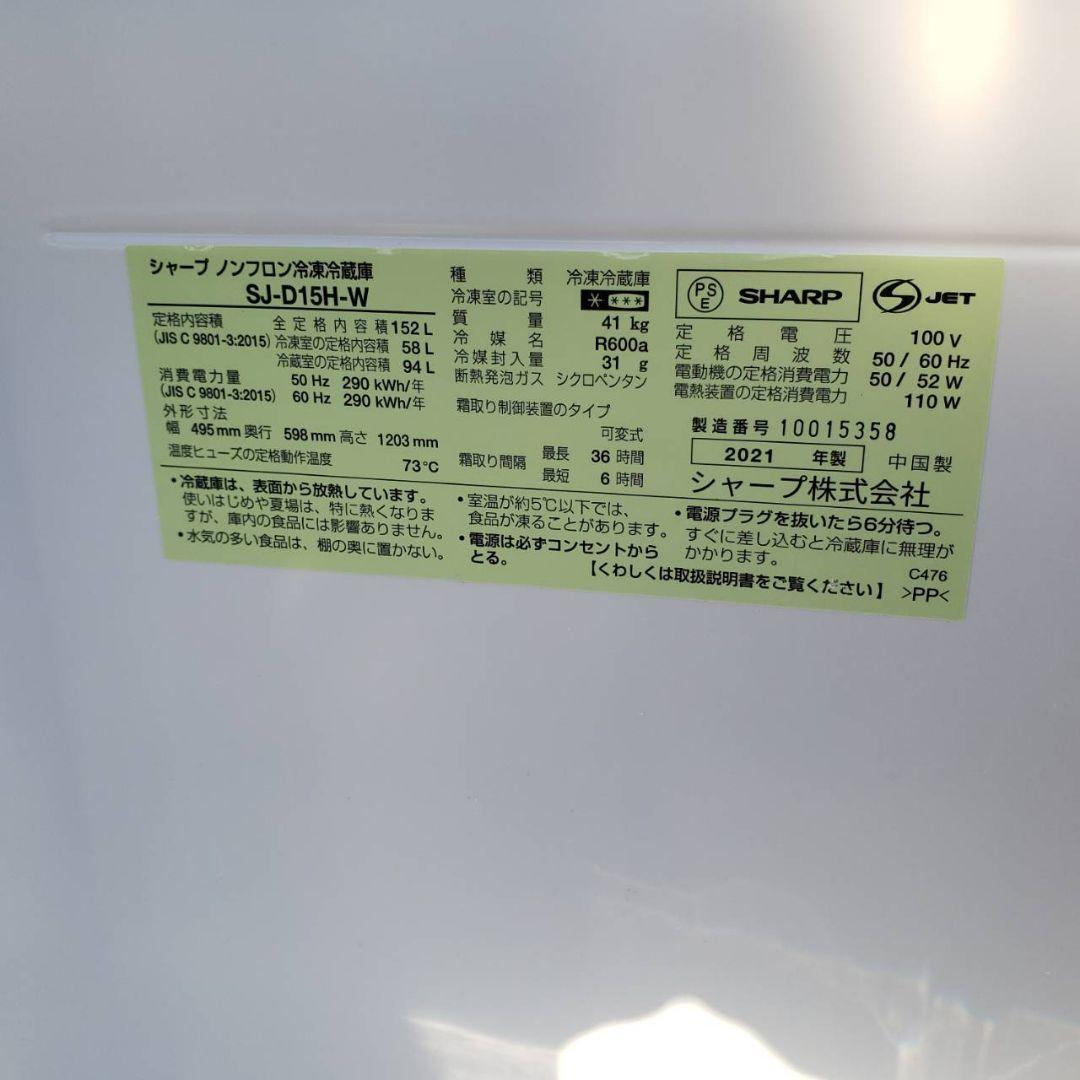 シャープ ノンフロン冷凍冷蔵庫
SJ-D15H-W
定格内容積 全定格内容積 152 L
(JIS C 9801-3:2015) 冷凍室の定格内容積 58 L
冷蔵室の定格内容積 94 L
消費電力量 50 Hz 290 kWh/年
(JIS C 9801-3:2015) 60 Hz 290 kWh/年
外形寸法
幅 495 mm 奥行 598 mm 高さ 1203 mm
温度ヒューズの定格動作温度 73℃
種類 冷凍冷蔵庫
冷凍室の記号 ****
質量 41 kg
冷媒名 R600a
冷媒封入量 31 g
断熱発泡ガス シクロペンタン
霜取り制御装置のタイプ
可変式
霜取り間隔 最長 36 時間
最短 6 時間
PSE SHARP S JET
定格電圧 100 V
定格周波数 50 / 60 Hz
電動機の定格消費電力 50 / 52 W
電熱装置の定格消費電力 110 W
製造番号 10015358
2021 年製 中国製
シャープ株式会社
・冷蔵庫は、表面から放熱しています。
使いはじめや夏場は、特に熱くなりま
すが、庫内の食品には影響ありません。
・水気の多い食品は、棚の奥に置かない。
・室温が約5℃以下では、
食品が凍ることがあります。
・電源は必ずコンセントから
とる。
・電源プラグを抜いたら6分待つ。
すぐに差し込むと冷蔵庫に無理が
かかります。
C476
【くわしくは取扱説明書をご覧ください】 >PP<